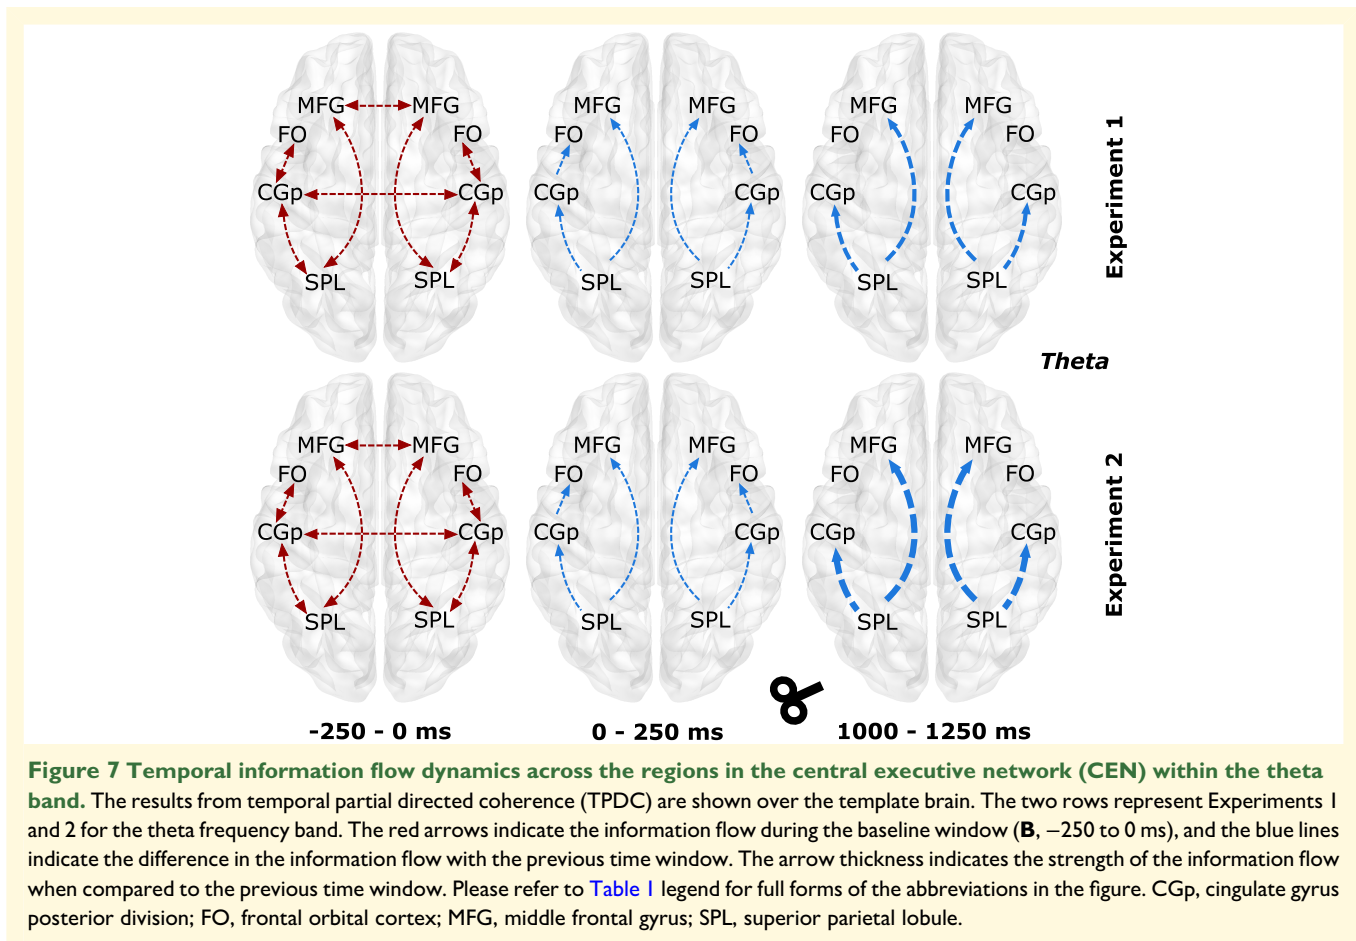 MFG MFG MFG MFG MFG MFG
FO FO FO FO FO FO
CGp CGp CGp CGp CGp CGp
SPL SPL SPL SPL SPL SPL
Experiment 1
Theta
MFG MFG MFG MFG MFG MFG
FO FO FO FO FO FO
CGp CGp CGp CGp CGp CGp
SPL SPL SPL SPL SPL SPL
Experiment 2
-250 - 0 ms 0 - 250 ms 1000 - 1250 ms
Figure 7 Temporal information flow dynamics across the regions in the central executive network (CEN) within the theta
band. The results from temporal partial directed coherence (TPDC) are shown over the template brain. The two rows represent Experiments 1
and 2 for the theta frequency band. The red arrows indicate the information flow during the baseline window (B, −250 to 0 ms), and the blue lines
indicate the difference in the information flow with the previous time window. The arrow thickness indicates the strength of the information flow
when compared to the previous time window. Please refer to Table 1 legend for full forms of the abbreviations in the figure. CGp, cingulate gyrus
posterior division; FO, frontal orbital cortex; MFG, middle frontal gyrus; SPL, superior parietal lobule.